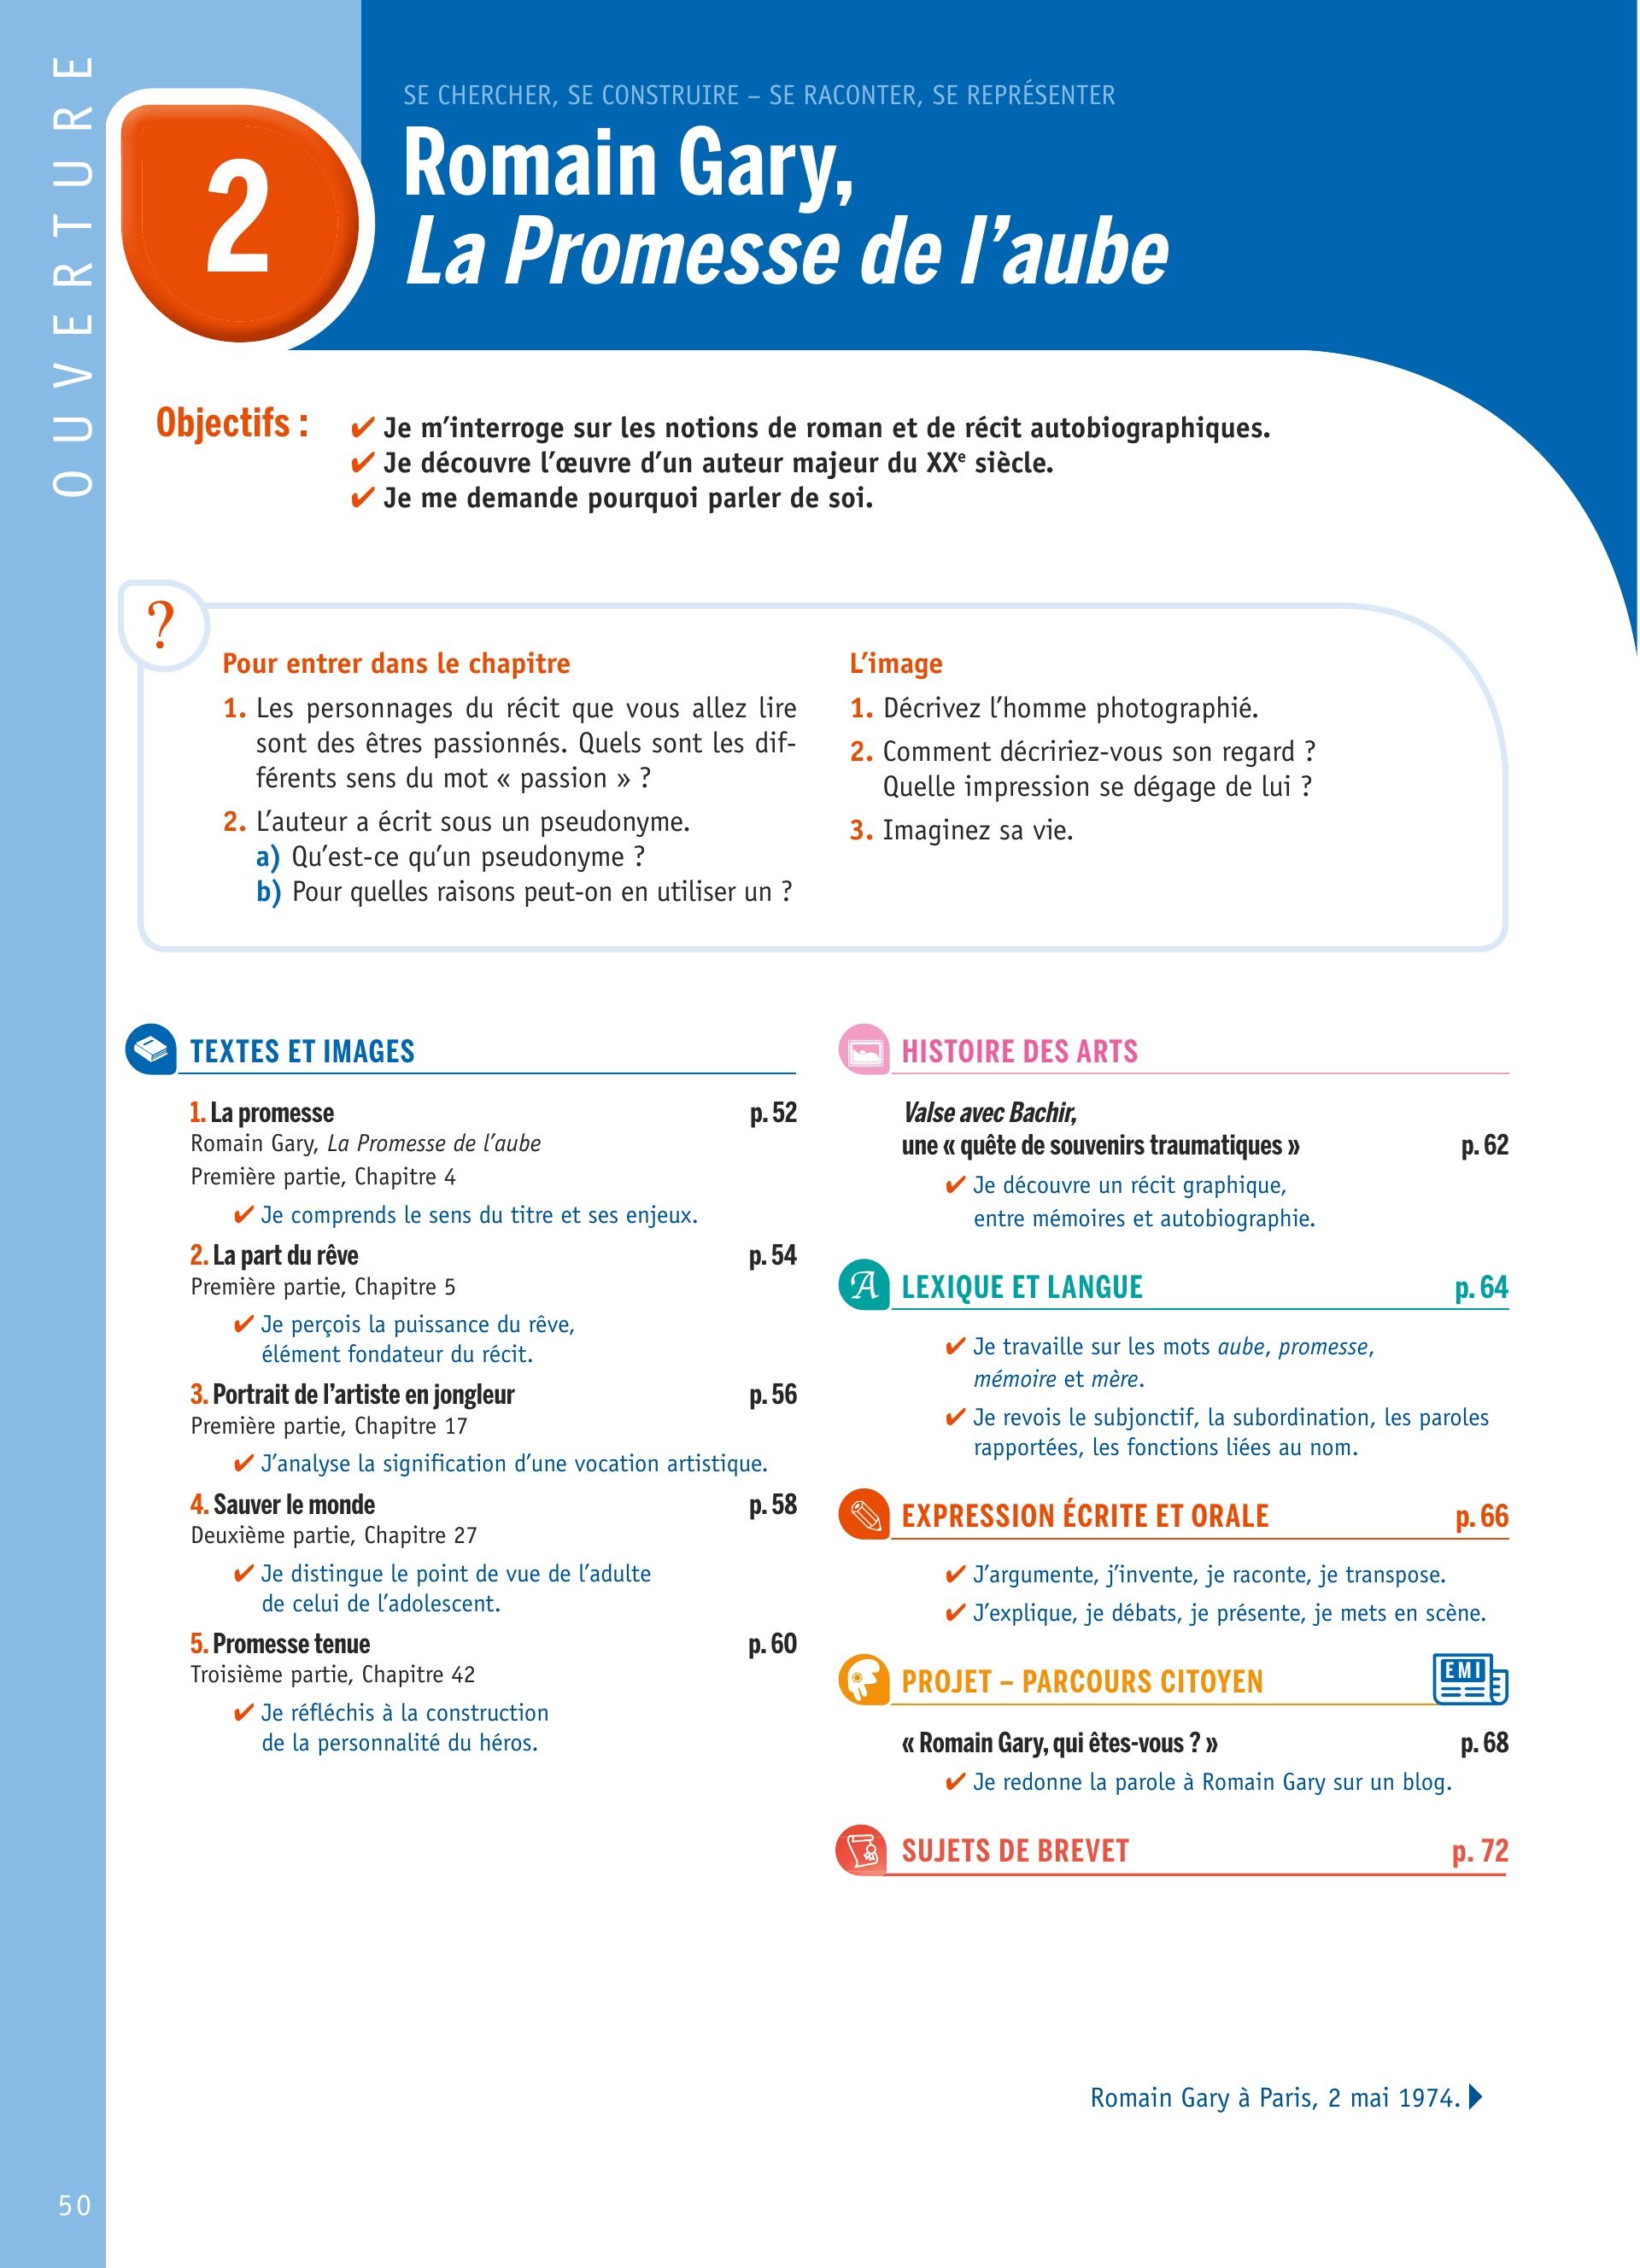 OUVERTURE
2
SE CHERCHER, SE CONSTRUIRE – SE RACONTER, SE REPRÉSENTER
Romain Gary,
La Promesse de l’aube
Objectifs :
✔ Je m’interroge sur les notions de roman et de récit autobiographiques.
✔ Je découvre l’œuvre d’un auteur majeur du XXe siècle.
✔ Je me demande pourquoi parler de soi.
?
Pour entrer dans le chapitre
1. Les personnages du récit que vous allez lire
sont des êtres passionnés. Quels sont les dif-
férents sens du mot « passion » ?
2. L’auteur a écrit sous un pseudonyme.
a) Qu’est-ce qu’un pseudonyme ?
b) Pour quelles raisons peut-on en utiliser un ?
L’image
1. Décrivez l’homme photographié.
2. Comment décririez-vous son regard ?
Quelle impression se dégage de lui ?
3. Imaginez sa vie.
TEXTES ET IMAGES
1. La promesse p. 52
Romain Gary, La Promesse de l’aube
Première partie, Chapitre 4
✔ Je comprends le sens du titre et ses enjeux.
2. La part du rêve p. 54
Première partie, Chapitre 5
✔ Je perçois la puissance du rêve,
élément fondateur du récit.
3. Portrait de l’artiste en jongleur p. 56
Première partie, Chapitre 17
✔ J’analyse la signification d’une vocation artistique.
4. Sauver le monde p. 58
Deuxième partie, Chapitre 27
✔ Je distingue le point de vue de l’adulte
de celui de l’adolescent.
5. Promesse tenue p. 60
Troisième partie, Chapitre 42
✔ Je réfléchis à la construction
de la personnalité du héros.
HISTOIRE DES ARTS
Valse avec Bachir,
une « quête de souvenirs traumatiques » p. 62
✔ Je découvre un récit graphique,
entre mémoires et autobiographie.
A LEXIQUE ET LANGUE p. 64
✔ Je travaille sur les mots aube, promesse,
mémoire et mère.
✔ Je revois le subjonctif, la subordination, les paroles
rapportées, les fonctions liées au nom.
EXPRESSION ÉCRITE ET ORALE p. 66
✔ J’argumente, j’invente, je raconte, je transpose.
✔ J’explique, je débats, je présente, je mets en scène.
PROJET – PARCOURS CITOYEN EMI
« Romain Gary, qui êtes-vous ? » p. 68
✔ Je redonne la parole à Romain Gary sur un blog.
SUJETS DE BREVET p. 72
Romain Gary à Paris, 2 mai 1974.
50